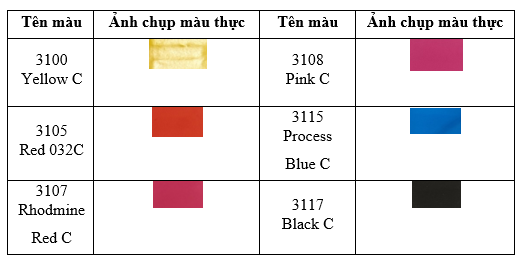 Tên màu Ảnh chụp màu thực Tên màu Ảnh chụp màu thực
3100
Yellow C
3108
Pink C
3105
Red 032C
3115
Process
Blue C
3107
Rhodmine
Red C
3117
Black C